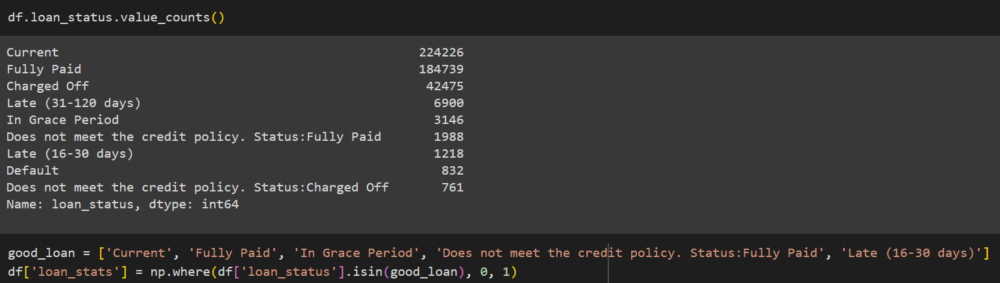 df.loan_status.value_counts()
Current 224226
Fully Paid 184739
Charged Off 42475
Late (31-120 days) 6900
In Grace Period 3146
Does not meet the credit policy. Status:Fully Paid 1988
Late (16-30 days) 1218
Default 832
Does not meet the credit policy. Status:Charged Off 761
Name: loan_status, dtype: int64
good_loan = ['Current', 'Fully Paid', 'In Grace Period', 'Does not meet the credit policy. Status:Fully Paid', 'Late (16-30 days)']
df['loan_stats'] = np.where(df['loan_status'].isin(good_loan), 0, 1)